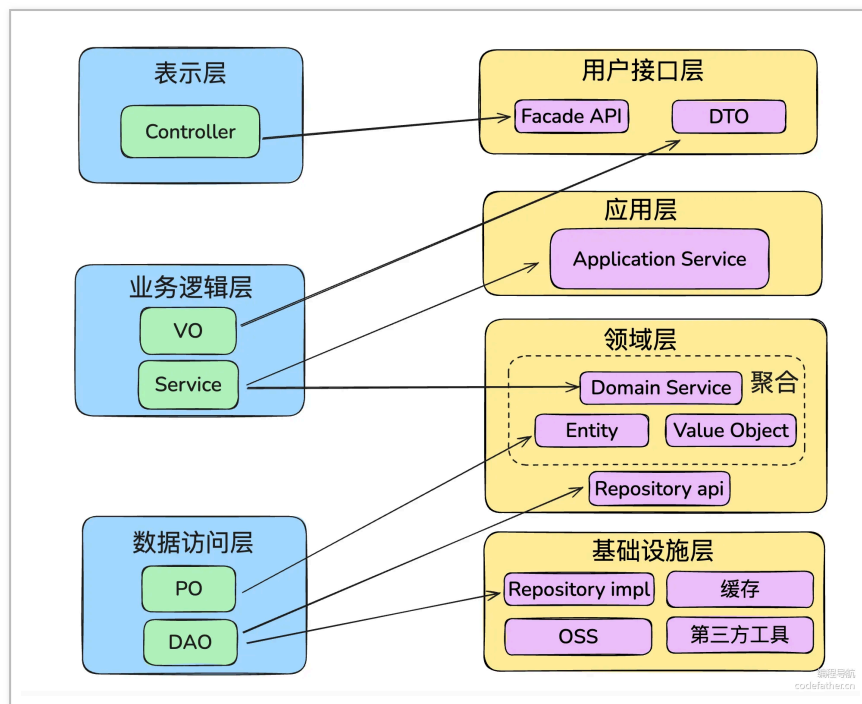 表示层
Controller
业务逻辑层
VO
Service
数据访问层
PO
DAO
用户接口层
Facade API
DTO
应用层
Application Service
领域层
Domain Service
聚合
Entity
Value Object
Repository api
基础设施层
Repository impl
缓存
OSS
第三方工具
编程导航
codefather.cn